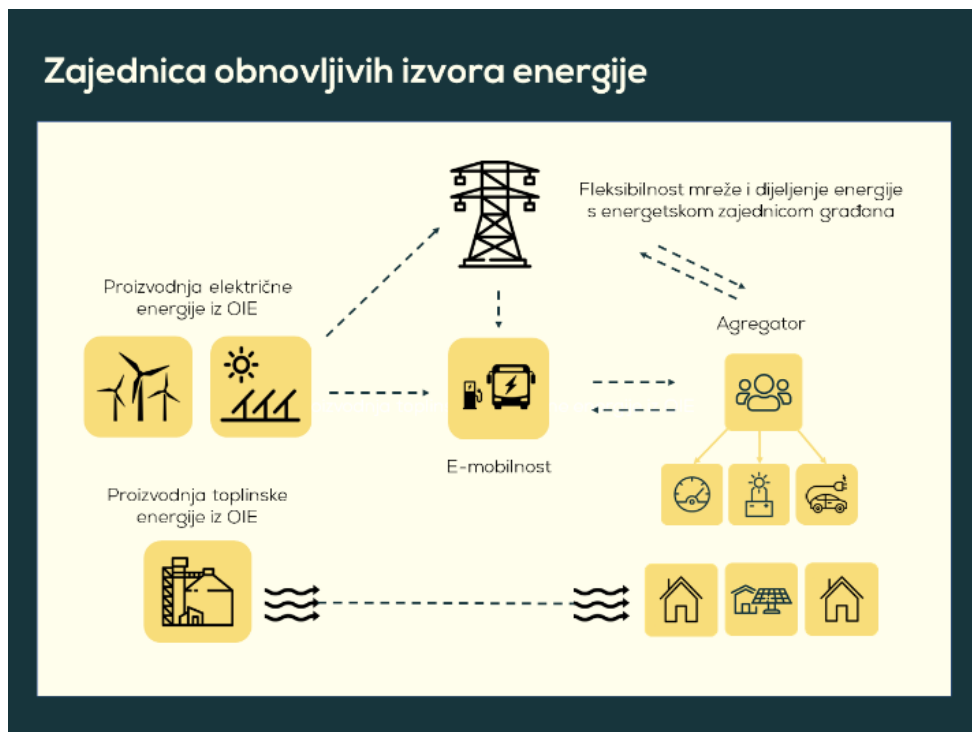 Zajednica obnovljivih izvora energije
Fleksibilnost mreže i dijeljenje energije
s energetskom zajednicom građana
Proizvodnja električne
energije iz OIE
Agregator
E-mobilnost
Proizvodnja toplinske
energije iz OIE